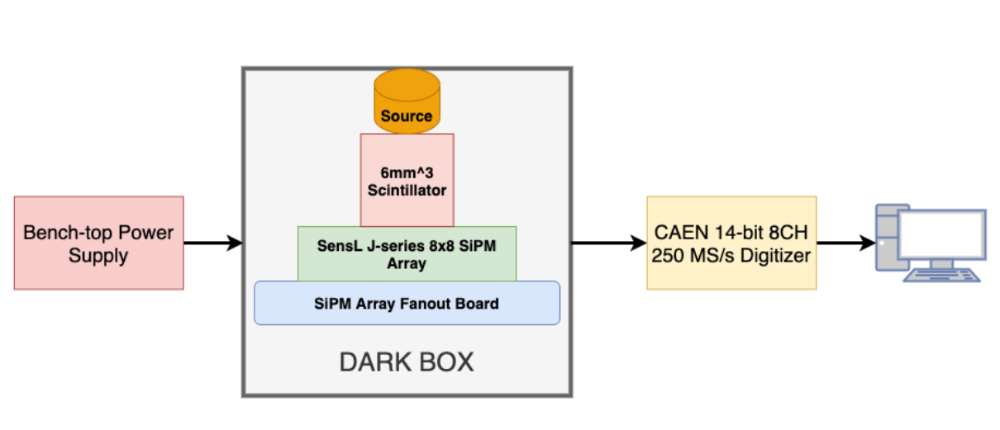 Source
6mm^3
Scintillator
Bench-top Power
Supply
SensL J-series 8x8 SiPM
Array
CAEN 14-bit 8CH
250 MS/s Digitizer
SiPM Array Fanout Board
DARK BOX